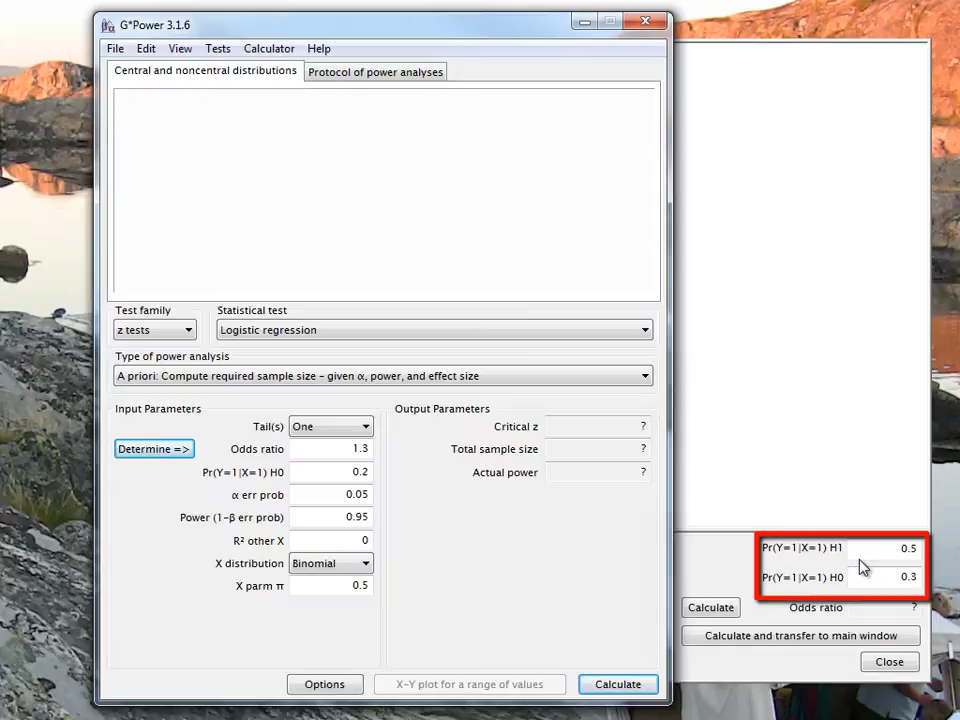 G*Power 3.1.6
File Edit View Tests Calculator Help
Central and noncentral distributions Protocol of power analyses
Test family Statistical test
z tests Logistic regression
Type of power analysis
A priori: Compute required sample size - given α, power, and effect size
Input Parameters Output Parameters
Tail(s) One Critical z ?
Determine => Odds ratio 1.3 Total sample size ?
Pr(Y=1|X=1) H0 0.2 Actual power ?
α err prob 0.05
Power (1-β err prob) 0.95
R² other X 0
X distribution Binomial
X parm π 0.5
Options X-Y plot for a range of values Calculate
Pr(Y=1|X=1) H1 0.5
Pr(Y=1|X=1) H0 0.3
Calculate Odds ratio ?
Calculate and transfer to main window
Close